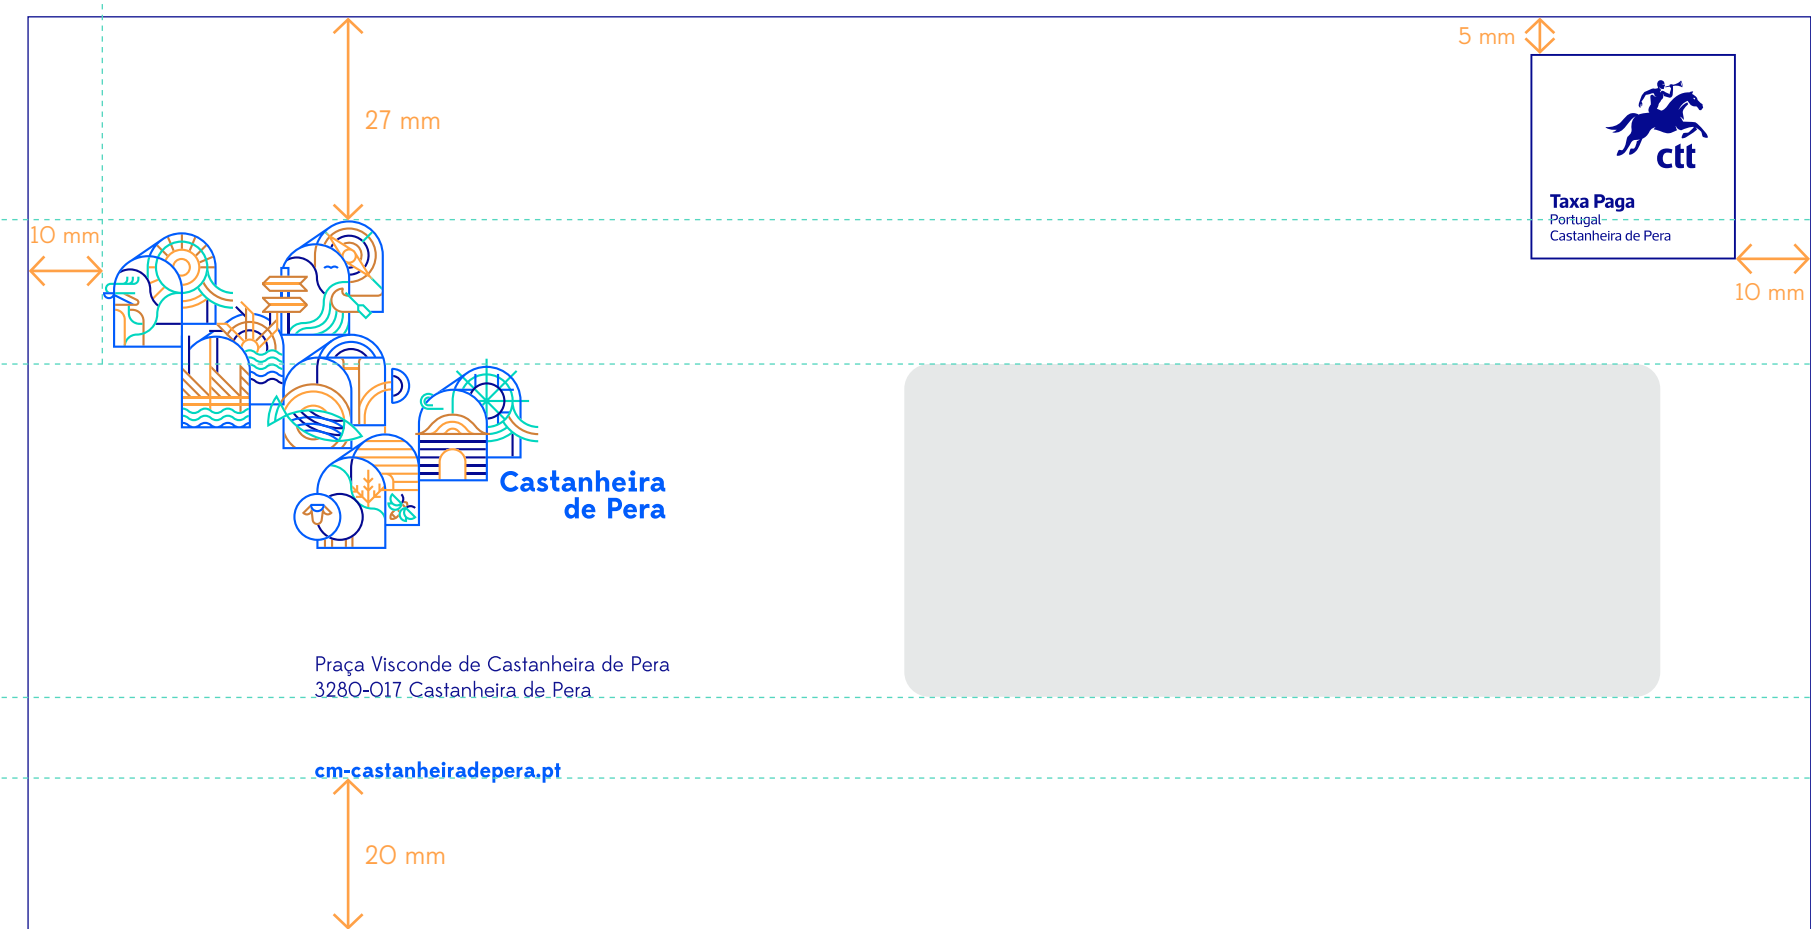 5 mm
27 mm
ctt
Taxa Paga
Portugal
Castanheira de Pera
10 mm
10 mm
Castanheira
de Pera
Praça Visconde de Castanheira de Pera
3280-017 Castanheira de Pera
cm-castanheiradepera.pt
20 mm